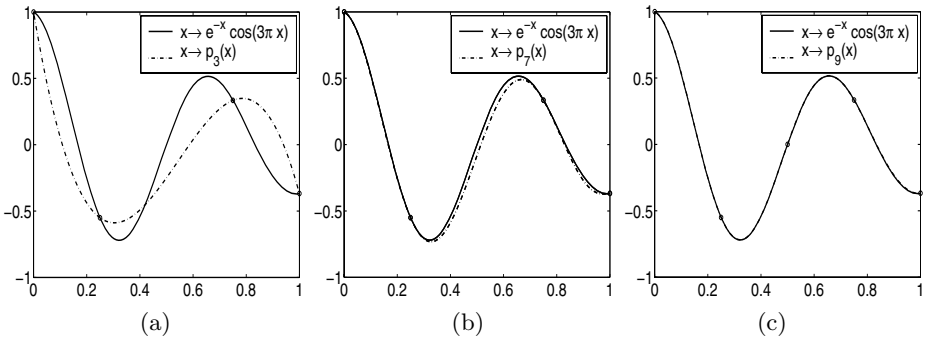 1
0.5
0
−0.5
−1
0 0.2 0.4 0.6 0.8 1
x→ e^{-x} cos(3π x)
x→ p_3(x)
(a)
1
0.5
0
−0.5
−1
0 0.2 0.4 0.6 0.8 1
x→ e^{-x} cos(3π x)
x→ p_7(x)
(b)
1
0.5
0
−0.5
−1
0 0.2 0.4 0.6 0.8 1
x→ e^{-x} cos(3π x)
x→ p_9(x)
(c)